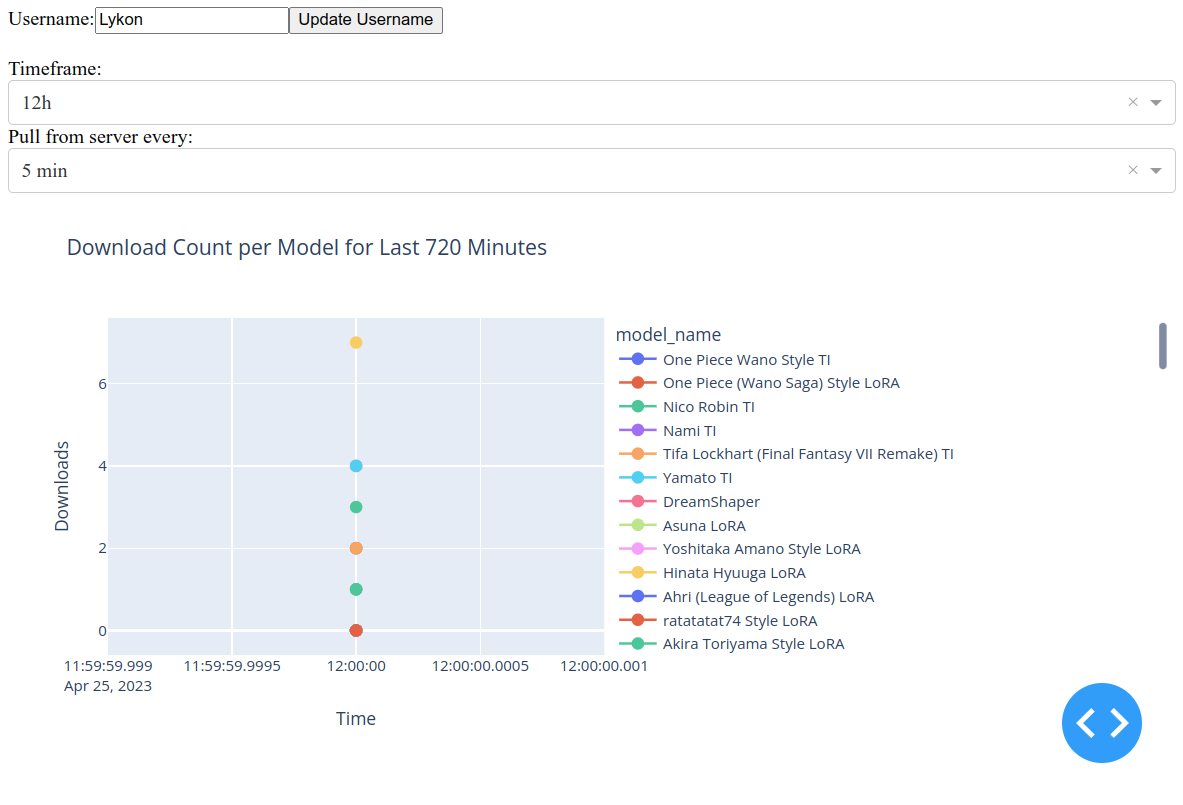 Username: Lykon Update Username
Timeframe:
12h
Pull from server every:
5 min
Download Count per Model for Last 720 Minutes
Downloads
6
4
2
0
11:59:59.999 11:59:59.9995 12:00:00 12:00:00.0005 12:00:00.001
Apr 25, 2023
Time
model_name
One Piece Wano Style TI
One Piece (Wano Saga) Style LoRA
Nico Robin TI
Nami TI
Tifa Lockhart (Final Fantasy VII Remake) TI
Yamato TI
DreamShaper
Asuna LoRA
Yoshitaka Amano Style LoRA
Hinata Hyuuga LoRA
Ahri (League of Legends) LoRA
ratatatat74 Style LoRA
Akira Toriyama Style LoRA